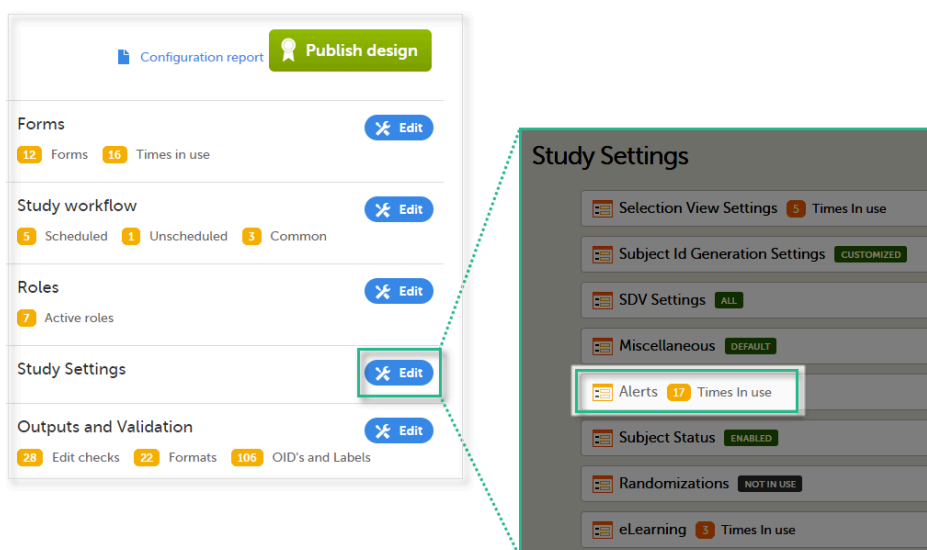 Configuration report
Publish design
Forms
Edit
12 Forms 16 Times in use
Study workflow
Edit
5 Scheduled 1 Unscheduled 3 Common
Roles
Edit
7 Active roles
Study Settings
Edit
Outputs and Validation
Edit
28 Edit checks 22 Formats 106 OID's and Labels
Study Settings
Selection View Settings 5 Times In use
Subject Id Generation Settings CUSTOMIZED
SDV Settings ALL
Miscellaneous DEFAULT
Alerts 17 Times In use
Subject Status ENABLED
Randomizations NOT IN USE
eLearning 3 Times In use